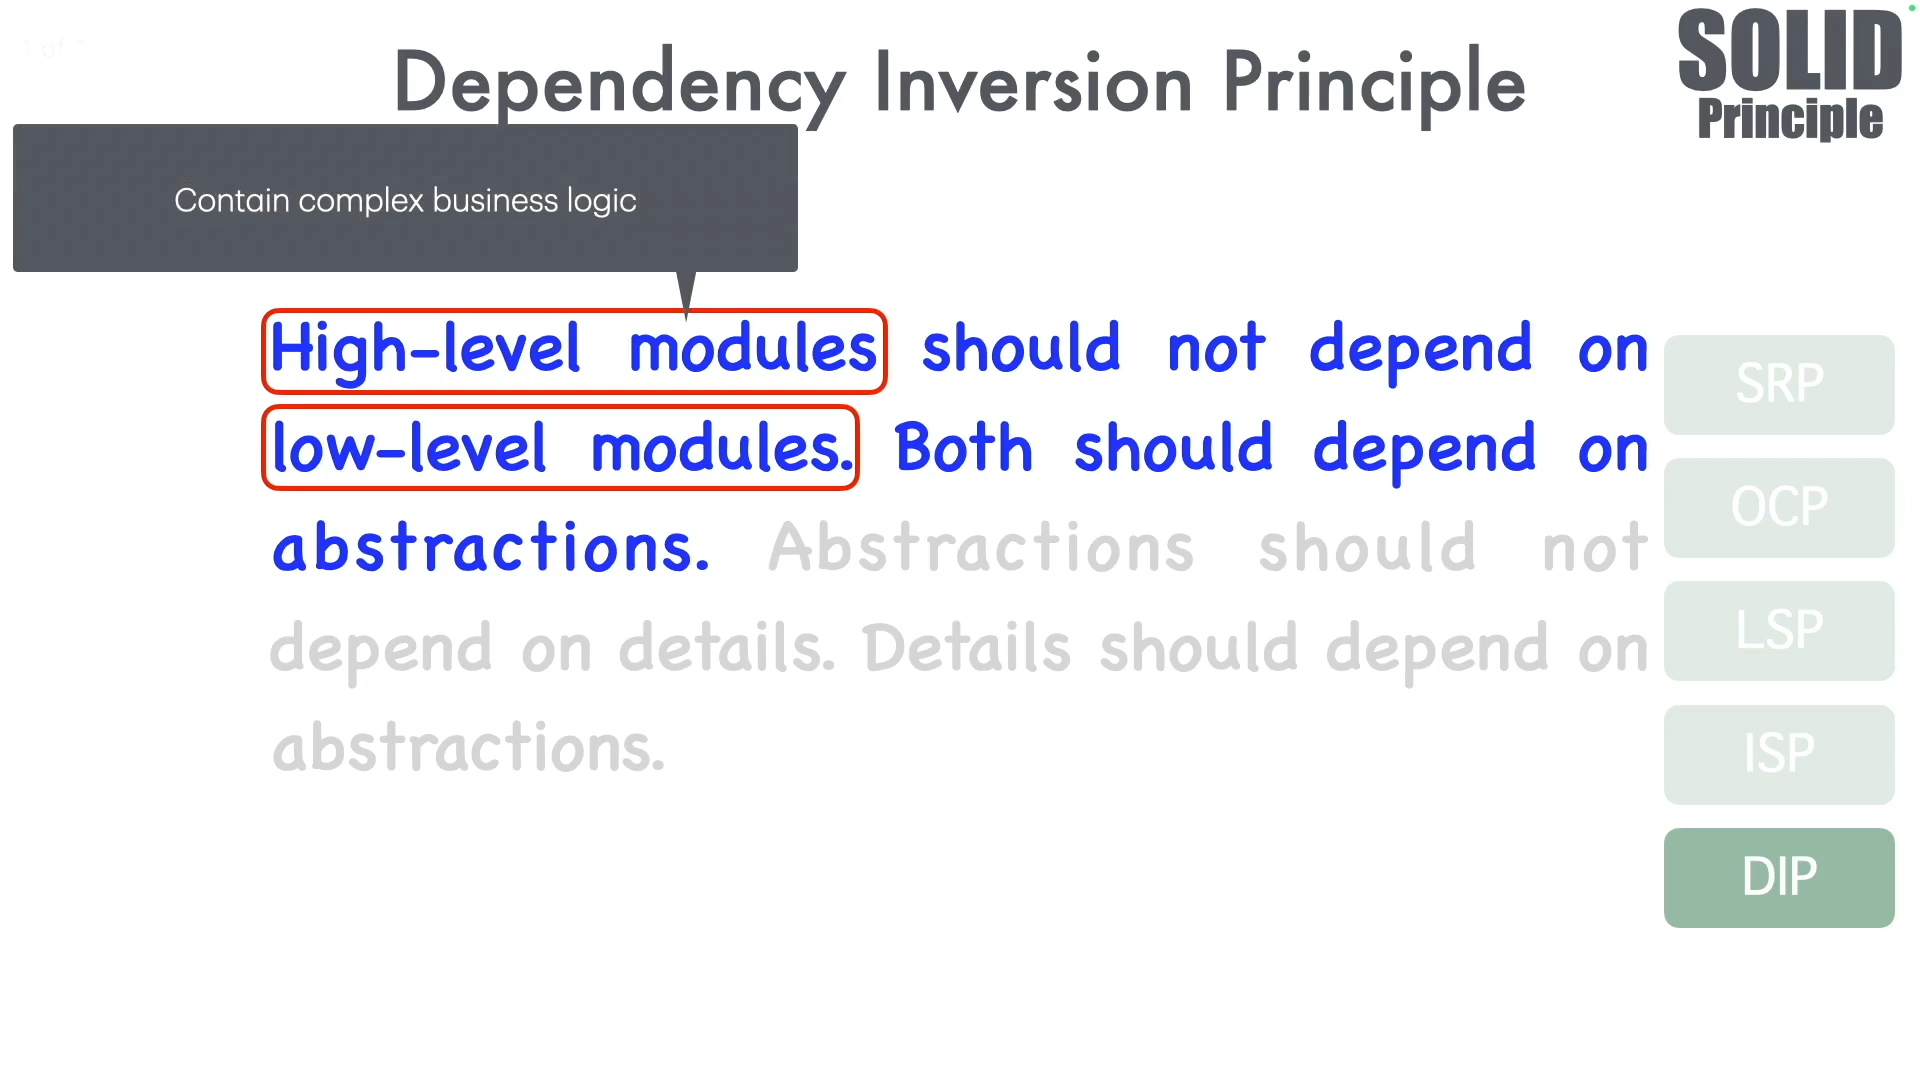 Dependency Inversion Principle
SOLID
Principle
Contain complex business logic
High-level modules should not depend on
low-level modules. Both should depend on
abstractions. Abstractions should not
depend on details. Details should depend on
abstractions.
SRP
OCP
LSP
ISP
DIP